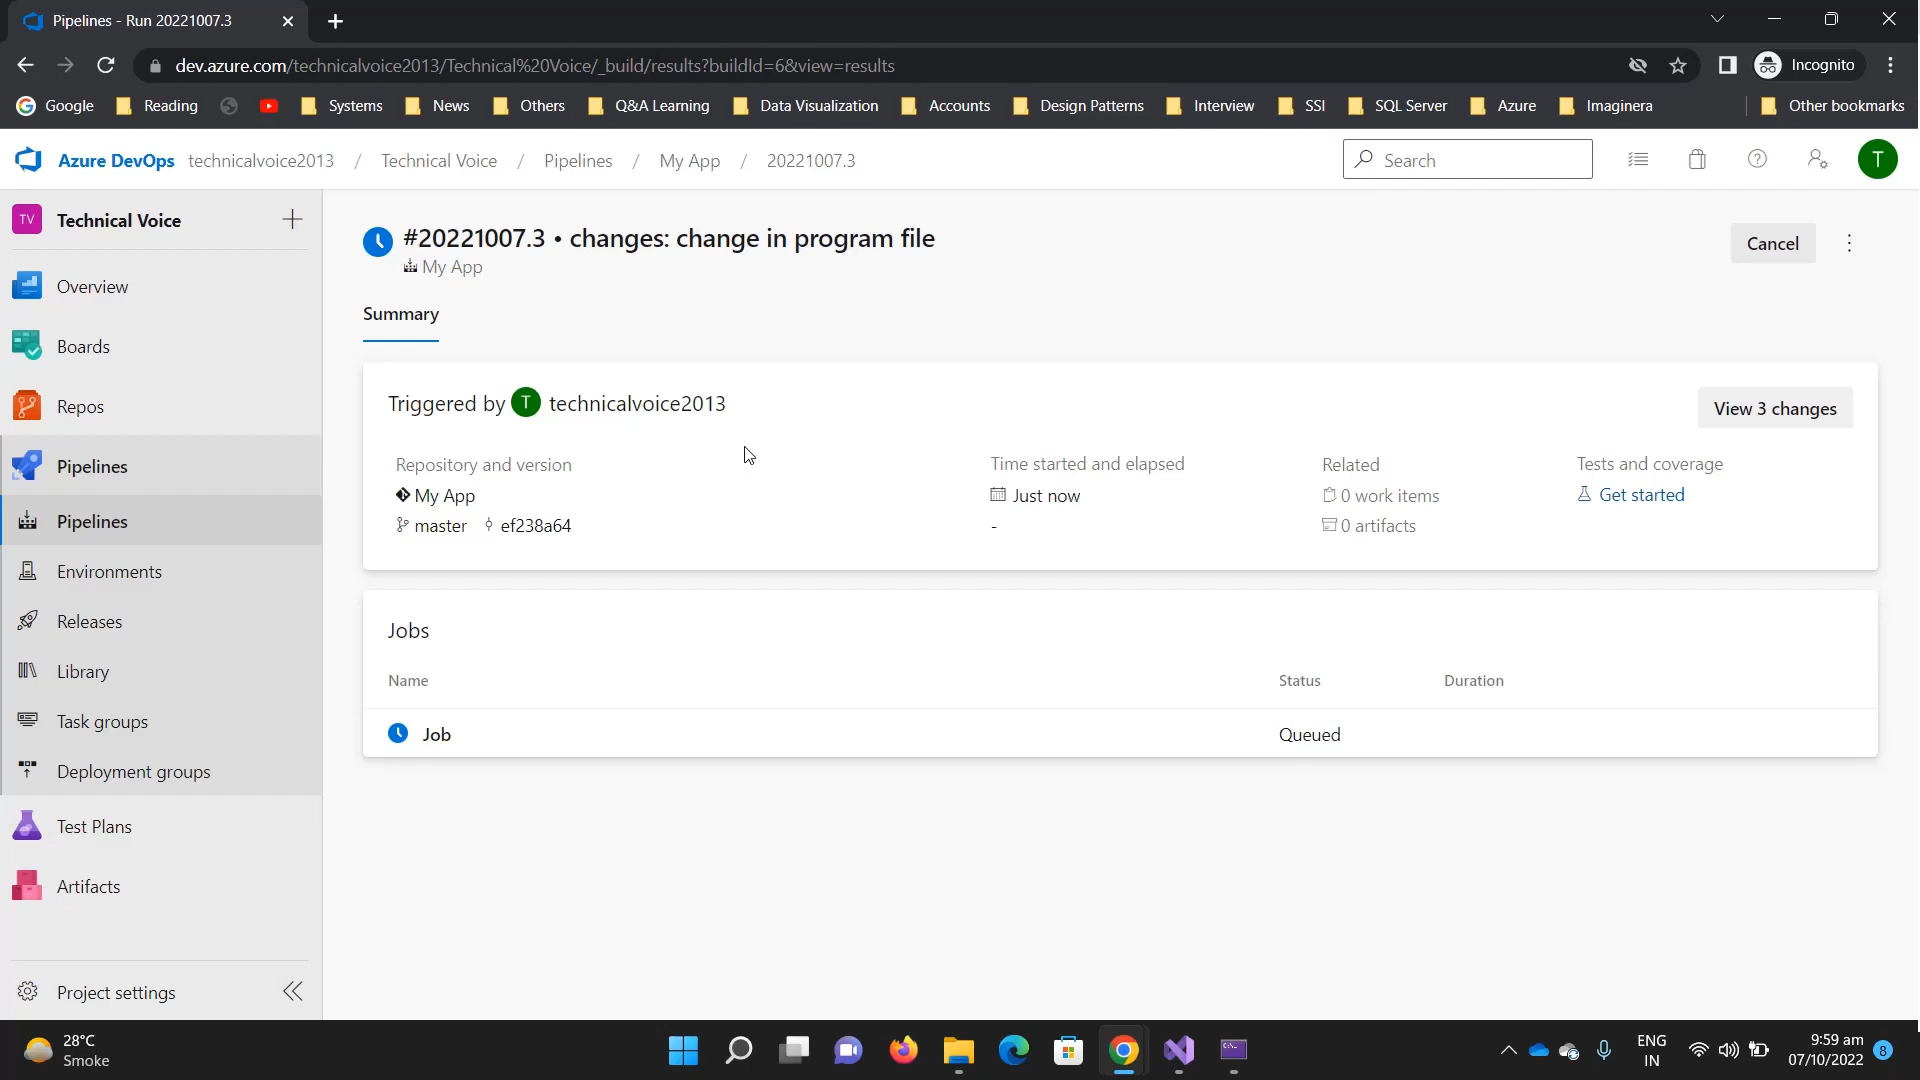 Pipelines - Run 20221007.3
dev.azure.com/technicalvoice2013/Technical%20Voice/_build/results?buildId=6&view=results
Incognito
Google Reading Systems News Others Q&A Learning Data Visualization Accounts Design Patterns Interview SSI SQL Server Azure Imaginera Other bookmarks
Azure DevOps technicalvoice2013 / Technical Voice / Pipelines / My App / 20221007.3
Search
T
TV Technical Voice
Overview
Boards
Repos
Pipelines
Pipelines
Environments
Releases
Library
Task groups
Deployment groups
Test Plans
Artifacts
Project settings
#20221007.3 • changes: change in program file
My App
Cancel
Summary
Triggered by T technicalvoice2013
View 3 changes
Repository and version
My App
master ef238a64
Time started and elapsed
Just now
-
Related
0 work items
0 artifacts
Tests and coverage
Get started
Jobs
Name Status Duration
Job Queued
28°C
Smoke
ENG
IN
9:59 am
07/10/2022
8